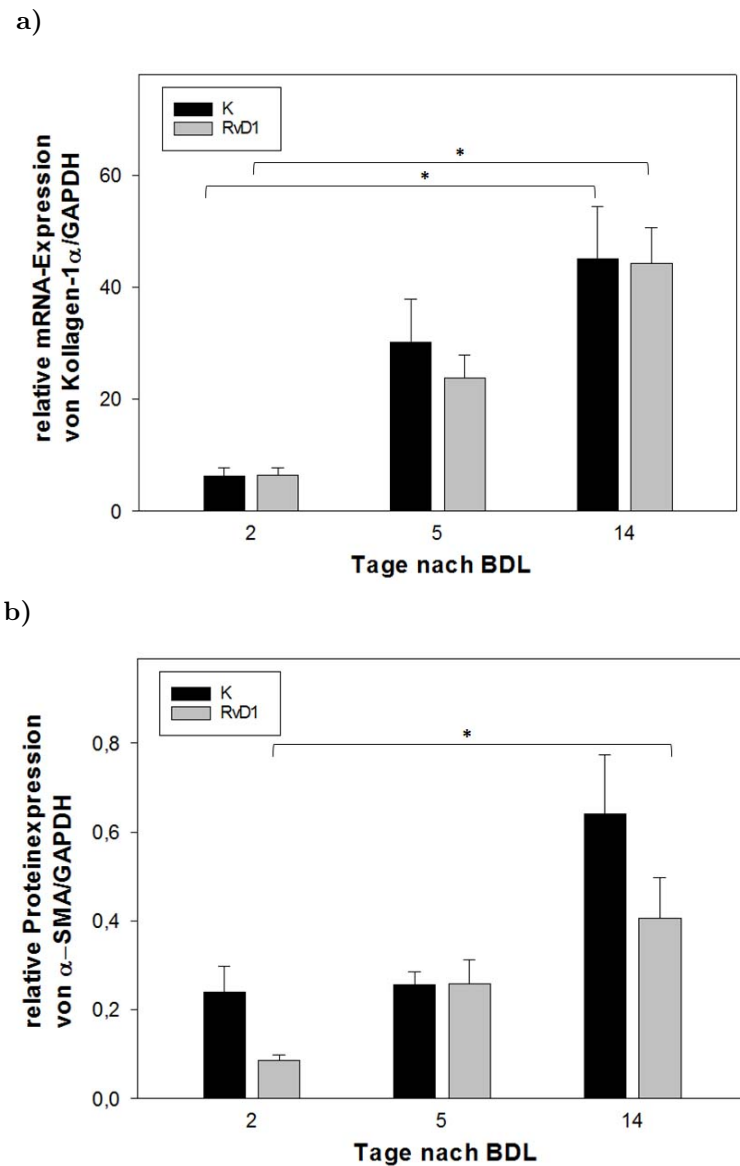 a)
K
RvD1
*
*
relative mRNA-Expression
von Kollagen-1α/GAPDH
60
40
20
0
2 5 14
Tage nach BDL
b)
K
RvD1
*
relative Proteinexpression
von α−SMA/GAPDH
0,8
0,6
0,4
0,2
0,0
2 5 14
Tage nach BDL